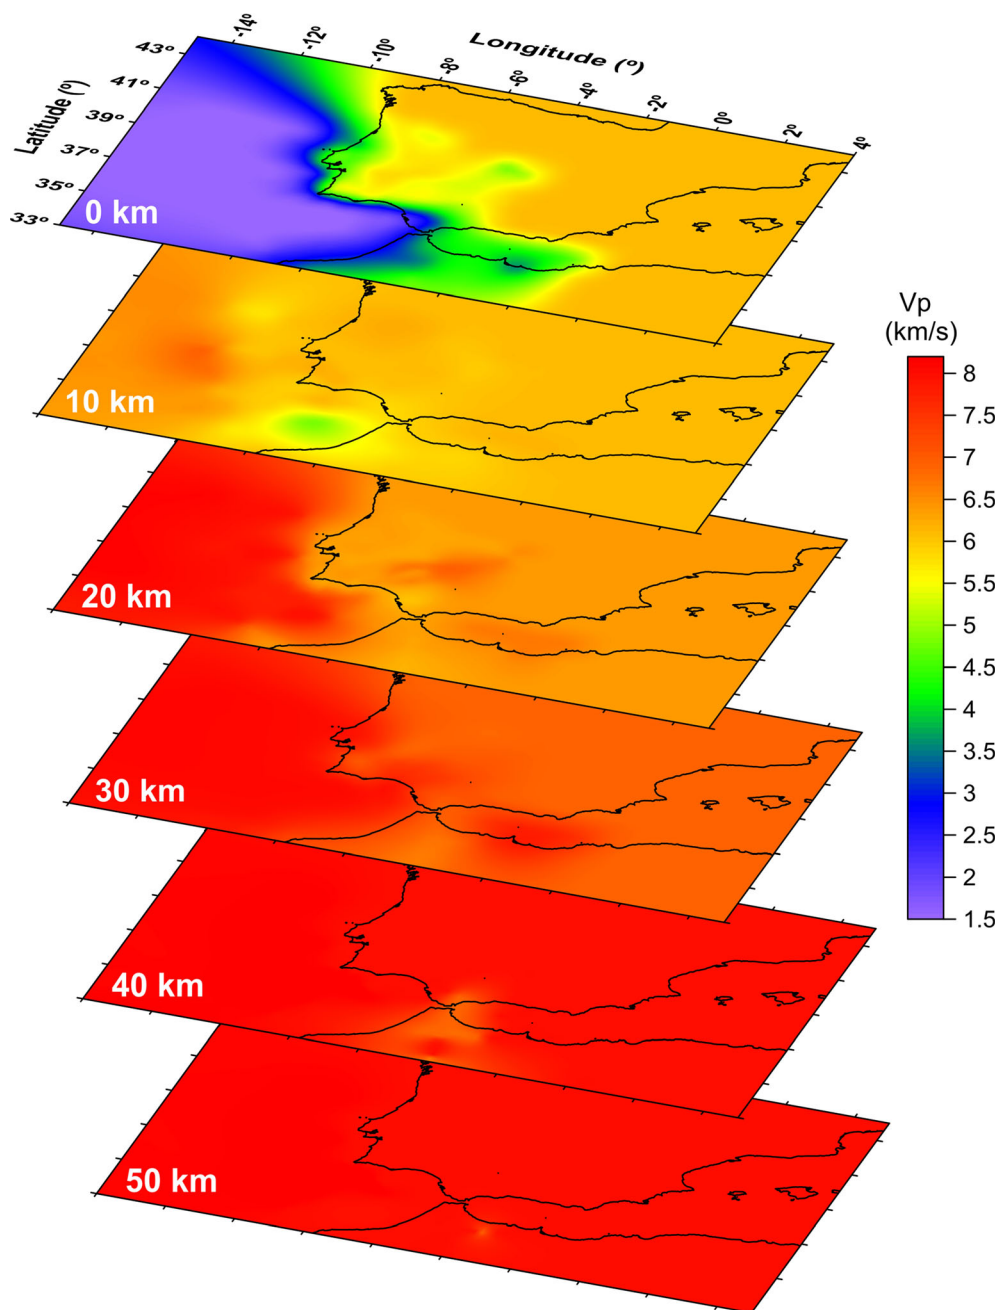 Longitude (º)
-14º
-12º
-10º
-8º
-6º
-4º
-2º
0º
2º
4º
Latitude (º)
43º
41º
39º
37º
35º
33º
0 km
10 km
20 km
30 km
40 km
50 km
Vp
(km/s)
8
7.5
7
6.5
6
5.5
5
4.5
4
3.5
3
2.5
2
1.5